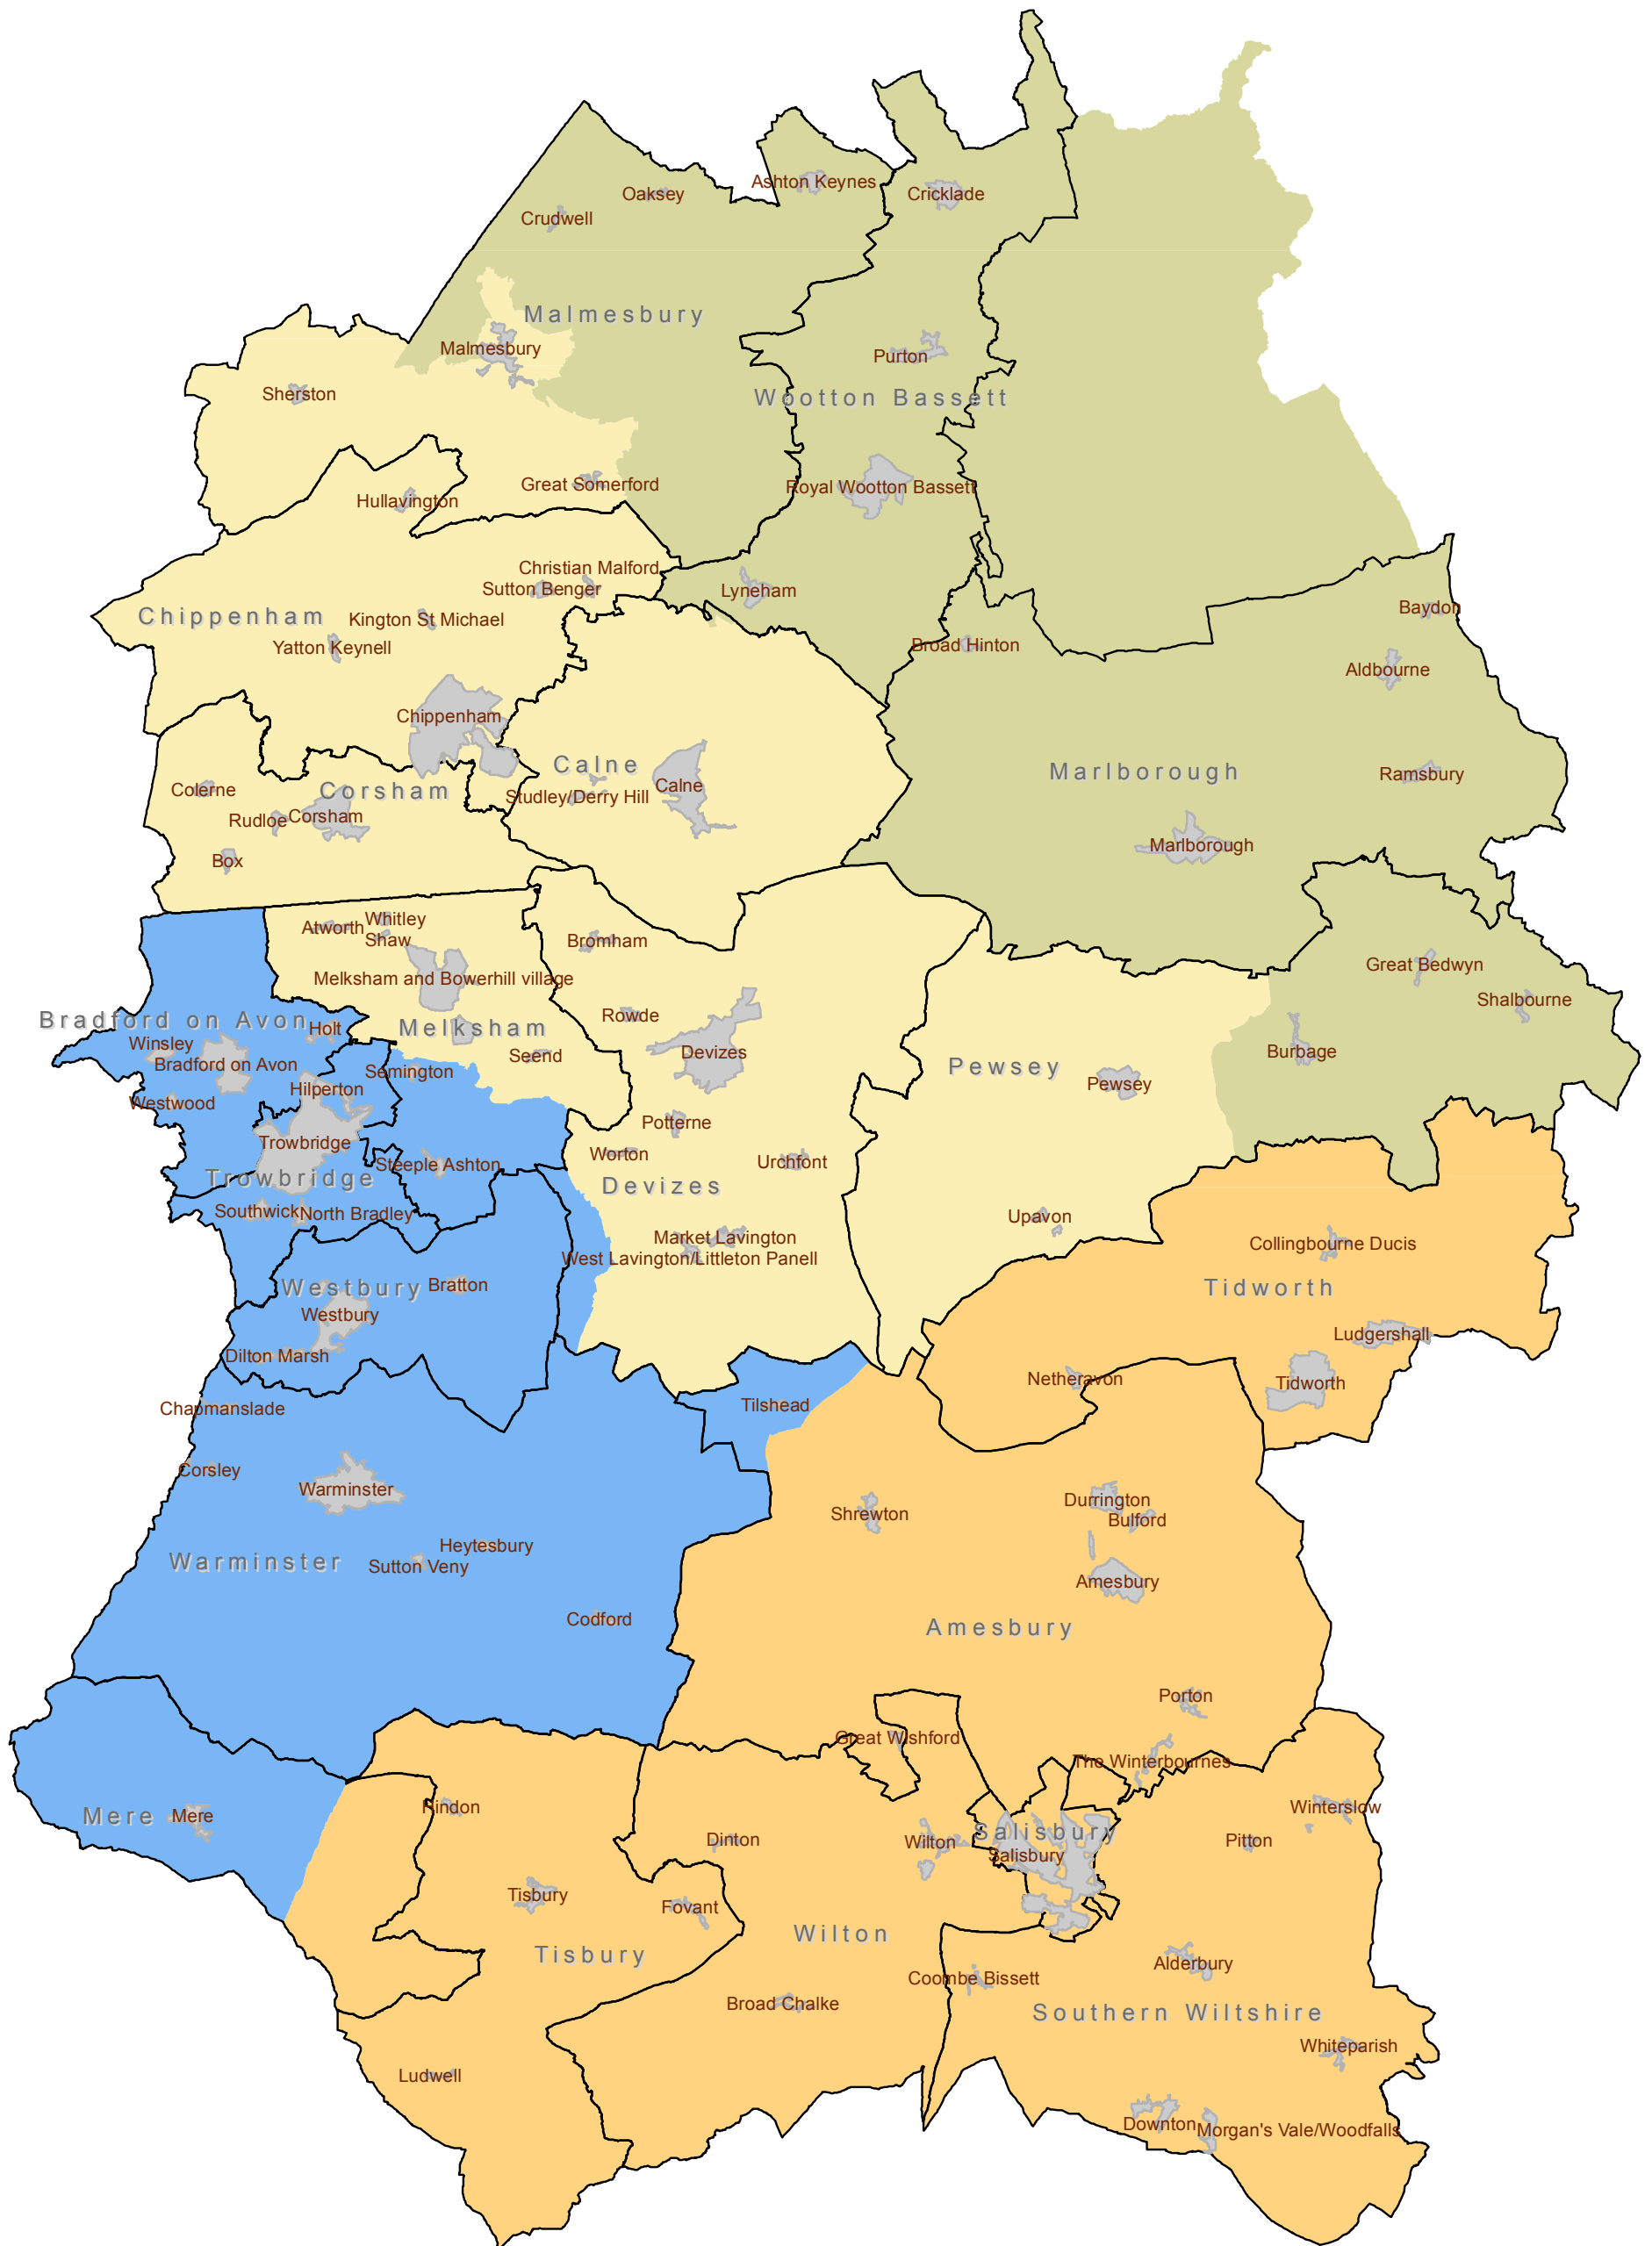 Ashton Keynes
Oaksey
Cricklade
Crudwell
Malmesbury
Malmesbury
Purton
Sherston
Wootton Bassett
Great Somerford
Royal Wootton Bassett
Hullavington
Christian Malford
Sutton Benger
Lyneham
Baydon
Chippenham
Kington St Michael
Yatton Keynell
Broad Hinton
Aldbourne
Chippenham
Calne
Marlborough
Ramsbury
Colerne
Corsham
Studley/Derry Hill
Calne
Rudloe
Corsham
Marlborough
Box
Atworth
Whitley
Shaw
Bromham
Great Bedwyn
Melksham and Bowerhill village
Shalbourne
Bradford on Avon
Holt
Melksham
Rowde
Winsley
Bradford on Avon
Seend
Devizes
Burbage
Semington
Pewsey
Hilperton
Pewsey
Westwood
Potterne
Trowbridge
Worton
Urchfont
Steeple Ashton
Trowbridge
Devizes
Southwick
North Bradley
Upavon
Market Lavington
West Lavington/Littleton Panell
Collingbourne Ducis
Westbury
Bratton
Tidworth
Westbury
Ludgershall
Dilton Marsh
Netheravon
Tidworth
Chapmanslade
Tilshead
Corsley
Warminster
Durrington
Shrewton
Bulford
Heytesbury
Warminster
Sutton Veny
Amesbury
Codford
Amesbury
Porton
Great Wishford
The Winterbournes
Hindon
Winterslow
Mere
Mere
Dinton
Wilton
Salisbury
Pitton
Salisbury
Tisbury
Fovant
Wilton
Tisbury
Alderbury
Coombe Bissett
Broad Chalke
Southern Wiltshire
Whiteparish
Ludwell
Downton
Morgan's Vale/Woodfalls